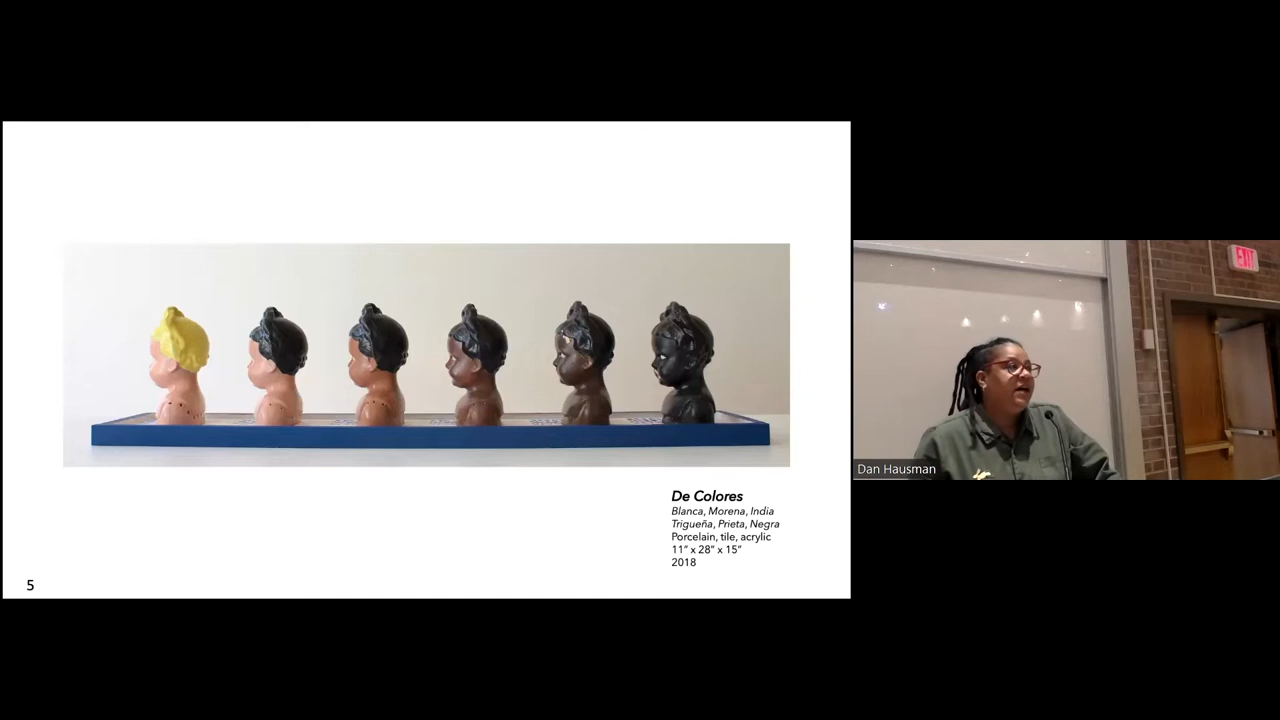 De Colores
Blanca, Morena, India
Trigueña, Prieta, Negra
Porcelain, tile, acrylic
11” x 28” x 15”
2018
5
EXIT
Dan Hausman